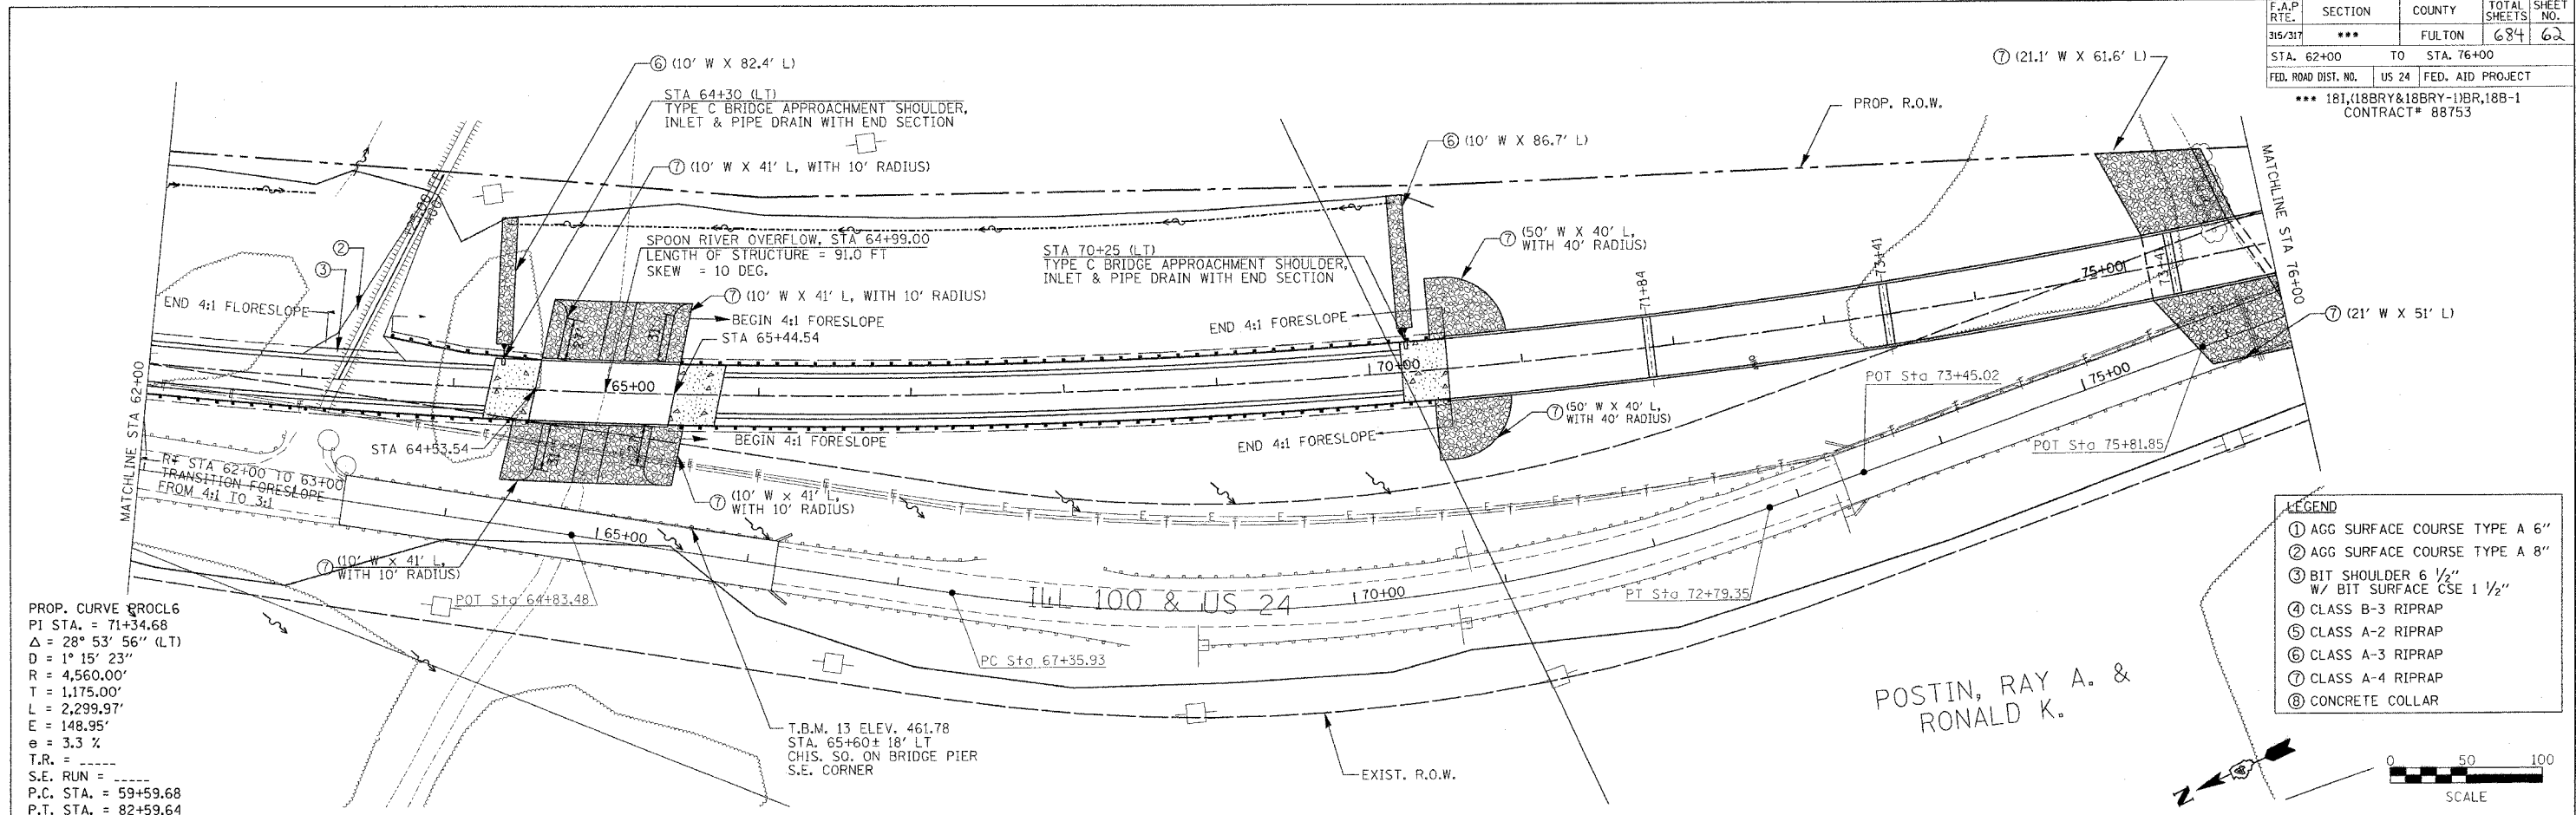 F.A.P RTE. SECTION COUNTY TOTAL SHEETS SHEET NO.
315/317 *** FULTON 684 62
STA. 62+00 TO STA. 76+00
FED. ROAD DIST. NO. US 24 FED. AID PROJECT
*** 18I,(18BRY&18BRY-1)BR,18B-1
CONTRACT# 88753
⑥ (10' W X 82.4' L)
STA 64+30 (LT)
TYPE C BRIDGE APPROACHMENT SHOULDER,
INLET & PIPE DRAIN WITH END SECTION
⑦ (10' W X 41' L, WITH 10' RADIUS)
⑥ (10' W X 86.7' L)
PROP. R.O.W.
⑦ (21.1' W X 61.6' L)
MATCHLINE STA 76+00
②
③
END 4:1 FLORESLOPE
SPOON RIVER OVERFLOW, STA 64+99.00
LENGTH OF STRUCTURE = 91.0 FT
SKEW = 10 DEG.
⑦ (10' W X 41' L, WITH 10' RADIUS)
BEGIN 4:1 FORESLOPE
STA 65+44.54
STA 70+25 (LT)
TYPE C BRIDGE APPROACHMENT SHOULDER,
INLET & PIPE DRAIN WITH END SECTION
⑦ (50' W X 40' L,
WITH 40' RADIUS)
END 4:1 FORESLOPE
71+84
73+41
75+00
73+41
⑦ (21' W X 51' L)
MATCHLINE STA 62+00
65+00
70+00
27'
31'
31'
STA 64+53.54
BEGIN 4:1 FORESLOPE
END 4:1 FORESLOPE
⑦ (50' W X 40' L,
WITH 40' RADIUS)
POT Sta 73+45.02
75+00
POT Sta 75+81.85
RT STA 62+00 TO 63+00
TRANSITION FORESLOPE
FROM 4:1 TO 3:1
⑦ (10' W X 41' L,
WITH 10' RADIUS)
⑦ (10' W X 41' L,
WITH 10' RADIUS)
65+00
POT Sta 64+83.48
ILL 100 & US 24
70+00
PT Sta 72+79.35
PC Sta 67+35.93
PROP. CURVE PROCL6
PI STA. = 71+34.68
Δ = 28° 53' 56" (LT)
D = 1° 15' 23"
R = 4,560.00'
T = 1,175.00'
L = 2,299.97'
E = 148.95'
e = 3.3 %
T.R. = _____
S.E. RUN = _____
P.C. STA. = 59+59.68
P.T. STA. = 82+59.64
T.B.M. 13 ELEV. 461.78
STA. 65+60± 18' LT
CHIS. SQ. ON BRIDGE PIER
S.E. CORNER
EXIST. R.O.W.
POSTIN, RAY A. &
RONALD K.
LEGEND
① AGG SURFACE COURSE TYPE A 6"
② AGG SURFACE COURSE TYPE A 8"
③ BIT SHOULDER 6 1/2"
W/ BIT SURFACE CSE 1 1/2"
④ CLASS B-3 RIPRAP
⑤ CLASS A-2 RIPRAP
⑥ CLASS A-3 RIPRAP
⑦ CLASS A-4 RIPRAP
⑧ CONCRETE COLLAR
N
0 50 100
SCALE